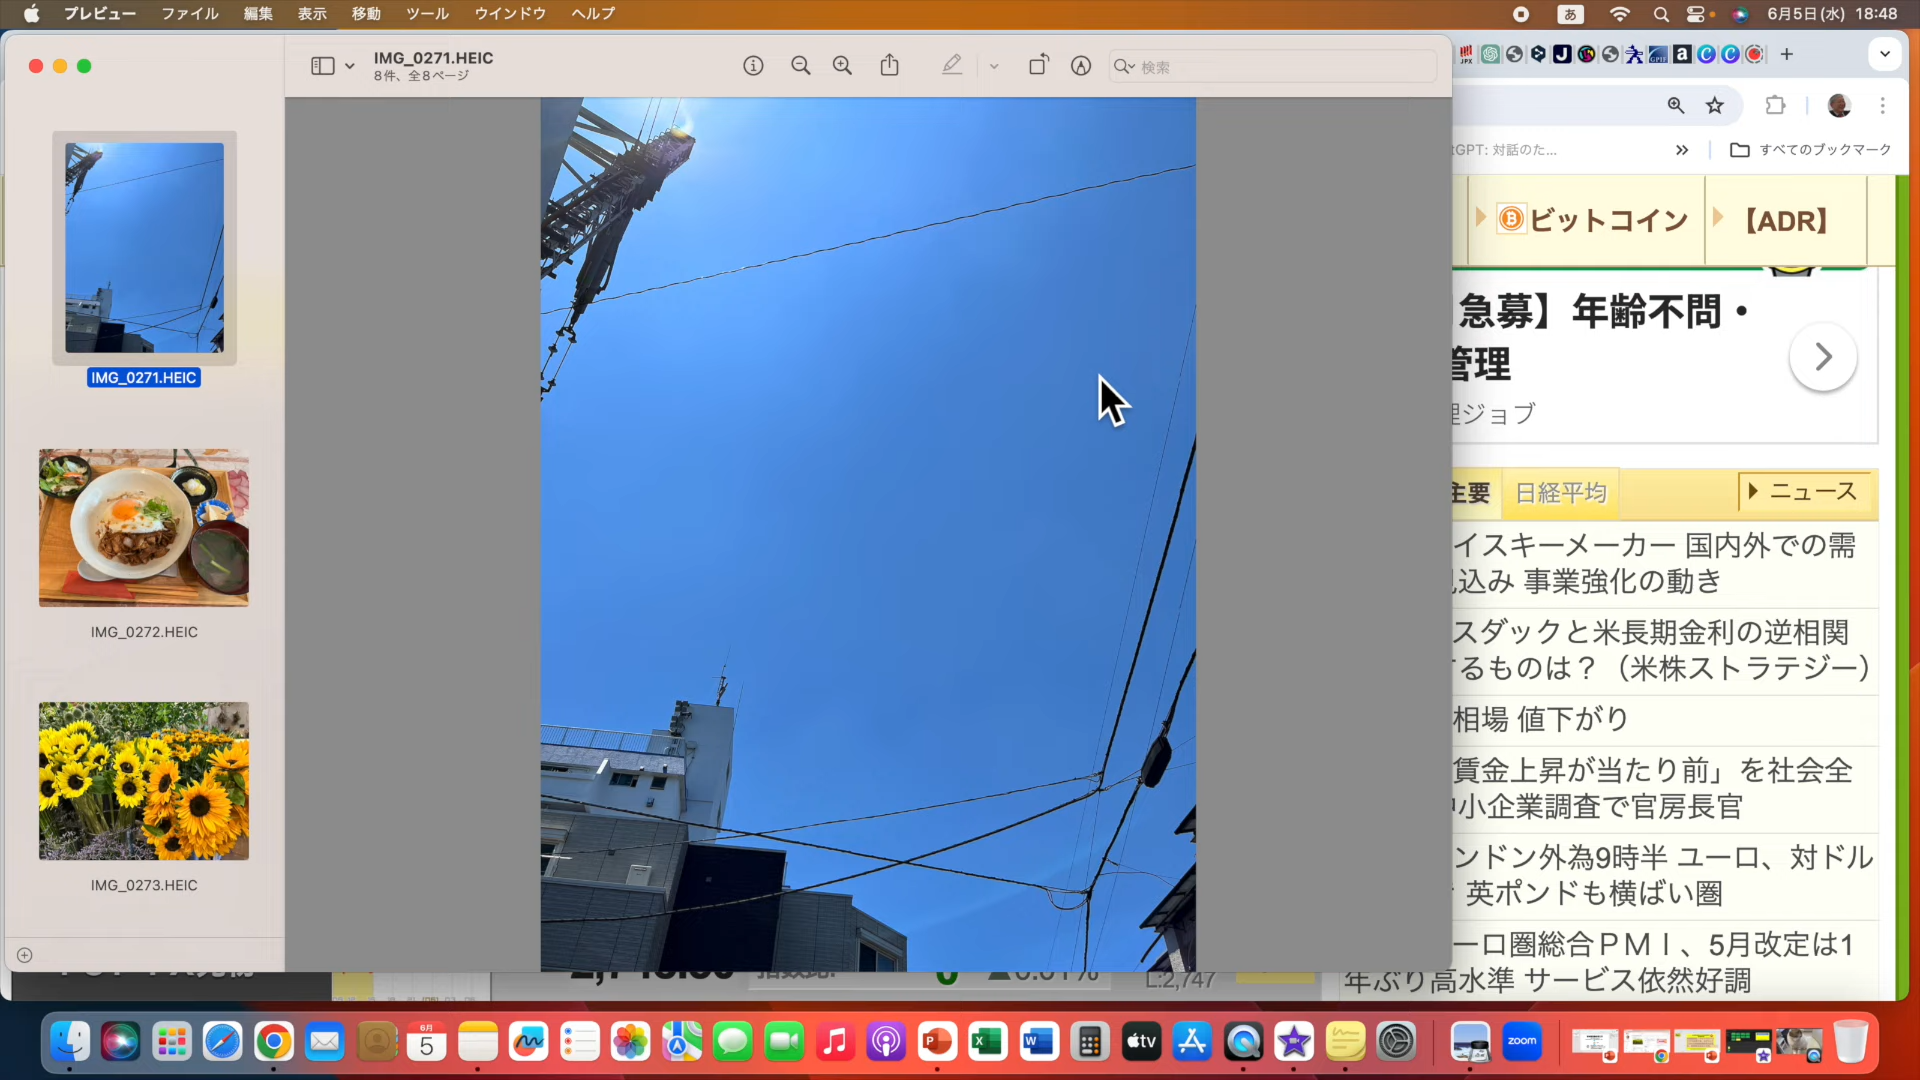 プレビュー ファイル 編集 表示 移動 ツール ウインドウ ヘルプ
あ 6月5日(水) 18:48
IMG_0271.HEIC
8件、全8ページ
検索
IMG_0271.HEIC
IMG_0272.HEIC
IMG_0273.HEIC
GPT: 対話のた...
すべてのブックマーク
ビットコイン
【ADR】
急募】年齢不問・
管理
ジョブ
主要 日経平均 ニュース
イスキーメーカー 国内外での需
込み 事業強化の動き
スダックと米長期金利の逆相関
るものは？（米株ストラテジー）
相場 値下がり
賃金上昇が当たり前」を社会全
小企業調査で官房長官
ンドン外為9時半 ユーロ、対ドル
英ポンドも横ばい圏
ーロ圏総合ＰＭＩ、5月改定は1
年ぶり高水準 サービス依然好調
L:2,747
6月
5
tv
zoom